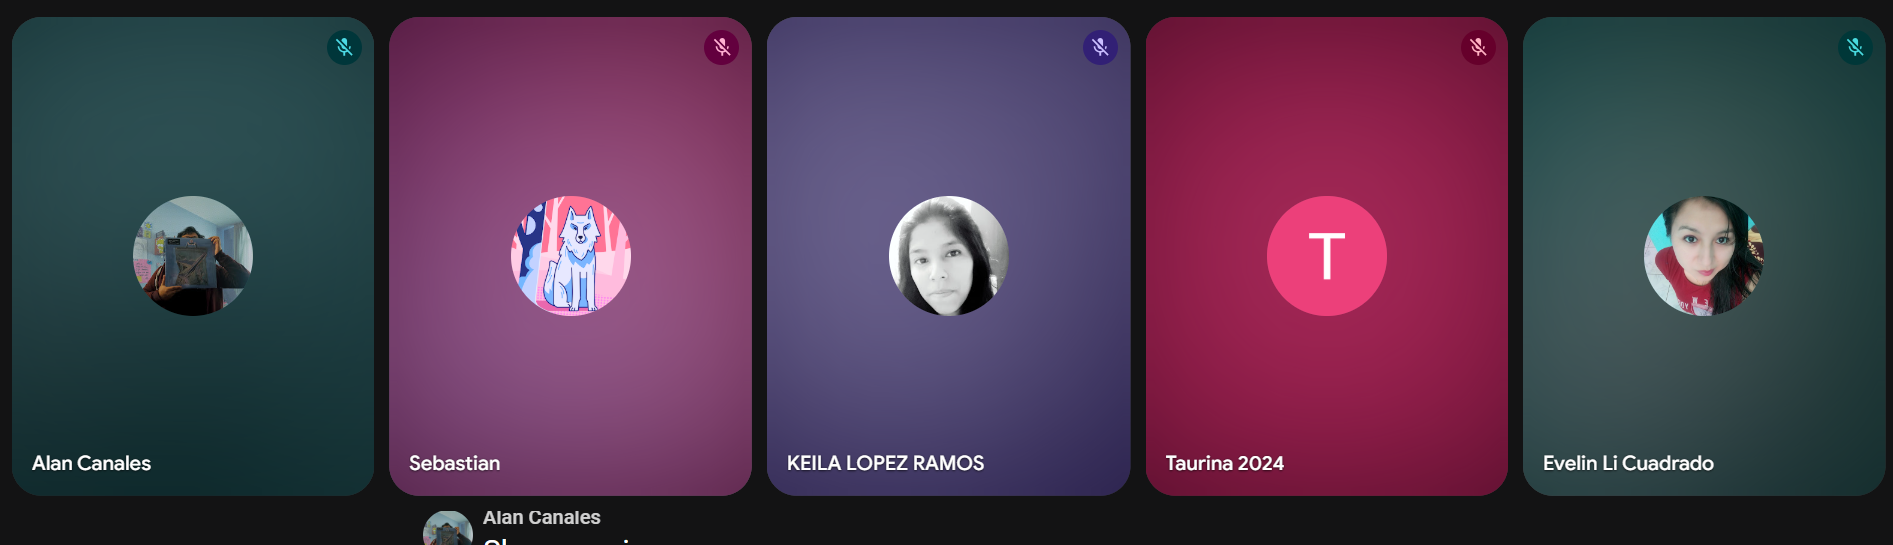 T
Alan Canales
Sebastian
KEILA LOPEZ RAMOS
Taurina 2024
Evelin Li Cuadrado
Alan Canales